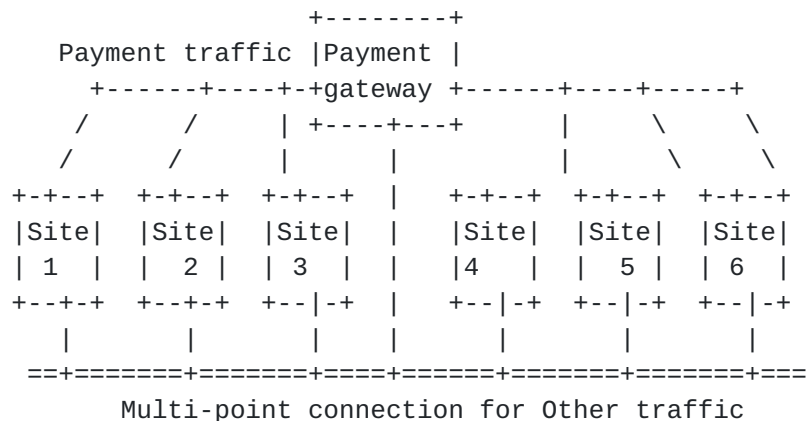 Payment traffic |Payment |
gateway
|Site| |Site| |Site| | |Site| |Site| |Site|
| 1 | | 2 | | 3 | | |4 | | 5 | | 6 |
Multi-point connection for Other traffic